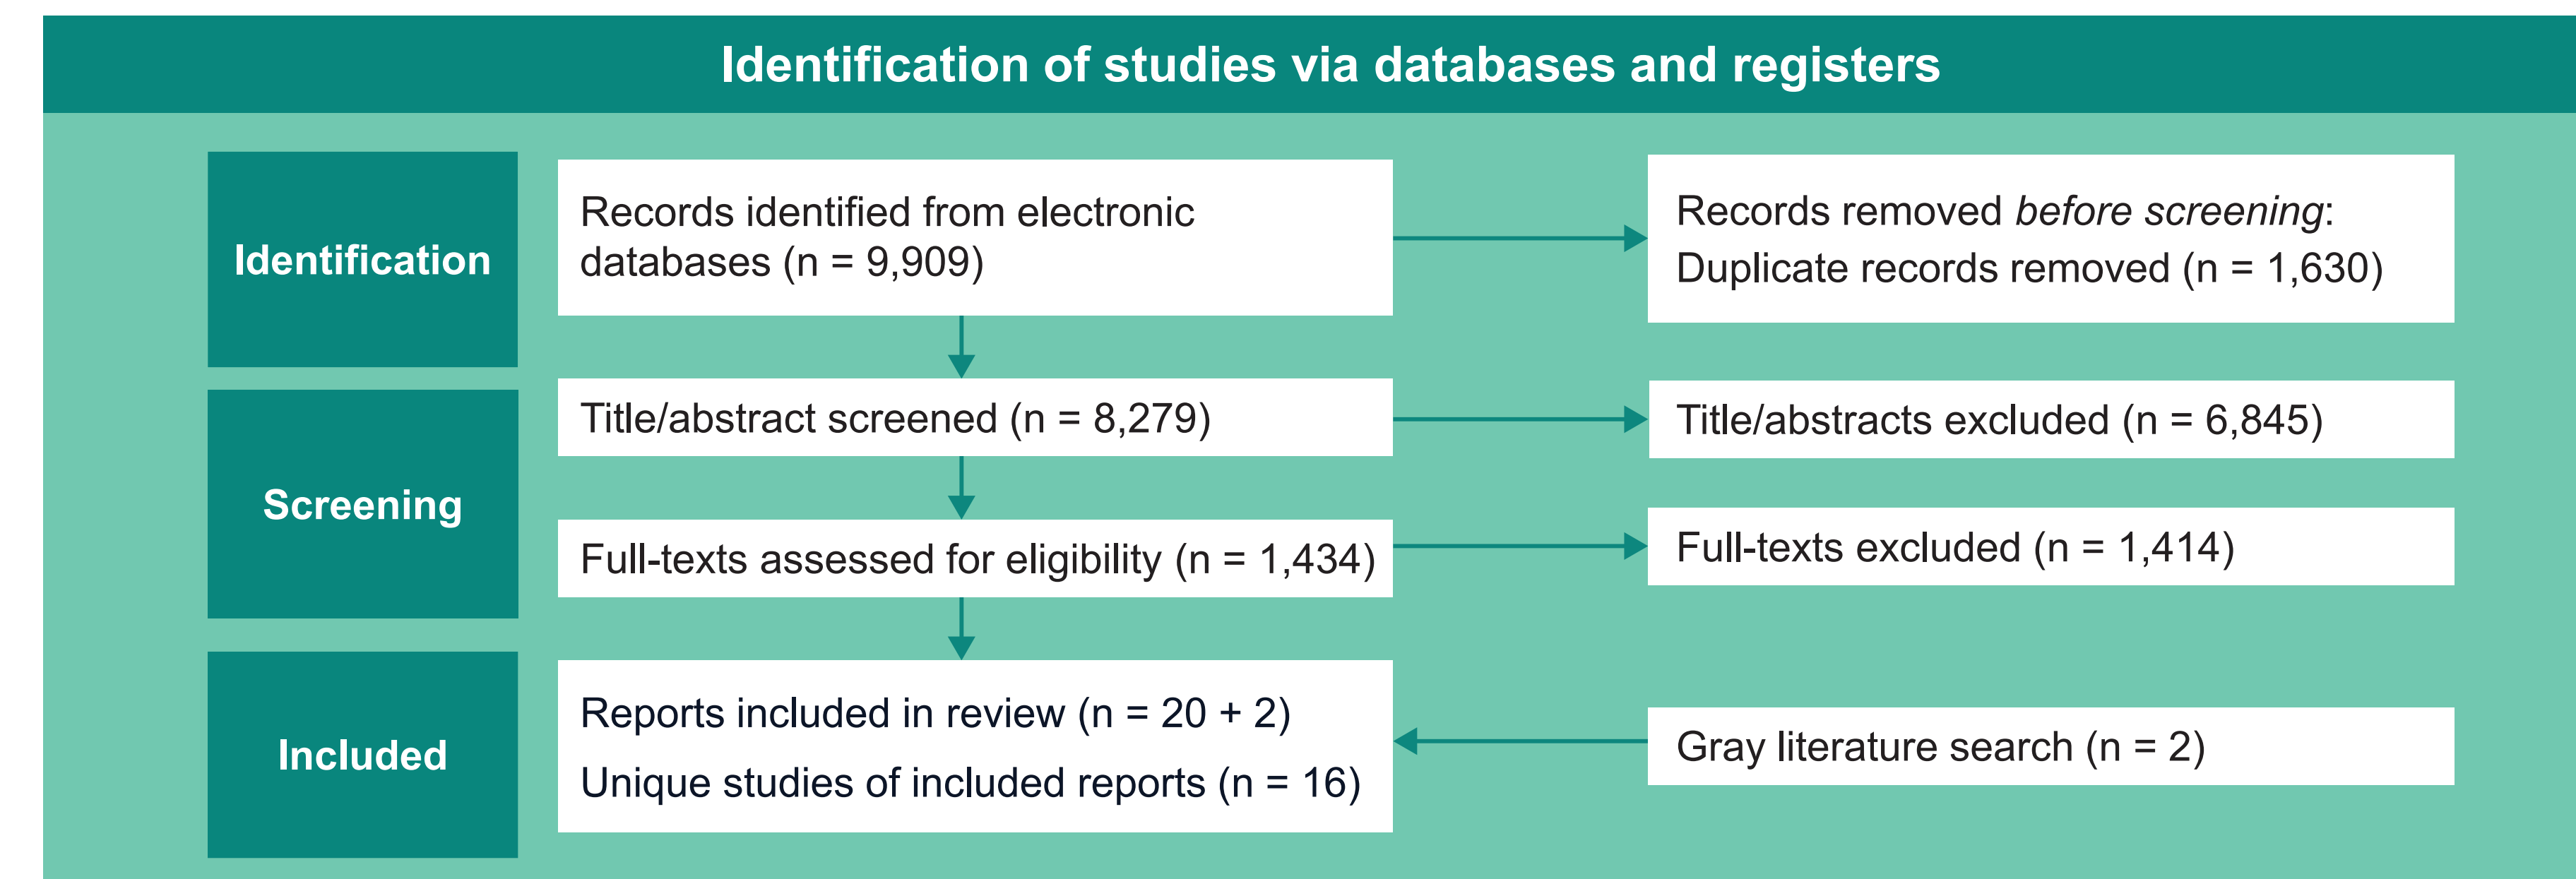 Identification of studies via databases and registers
Identification
Records identified from electronic
databases (n = 9,909)
Records removed before screening:
Duplicate records removed (n = 1,630)
Screening
Title/abstract screened (n = 8,279)
Title/abstracts excluded (n = 6,845)
Full-texts assessed for eligibility (n = 1,434)
Full-texts excluded (n = 1,414)
Included
Reports included in review (n = 20 + 2)
Unique studies of included reports (n = 16)
Gray literature search (n = 2)